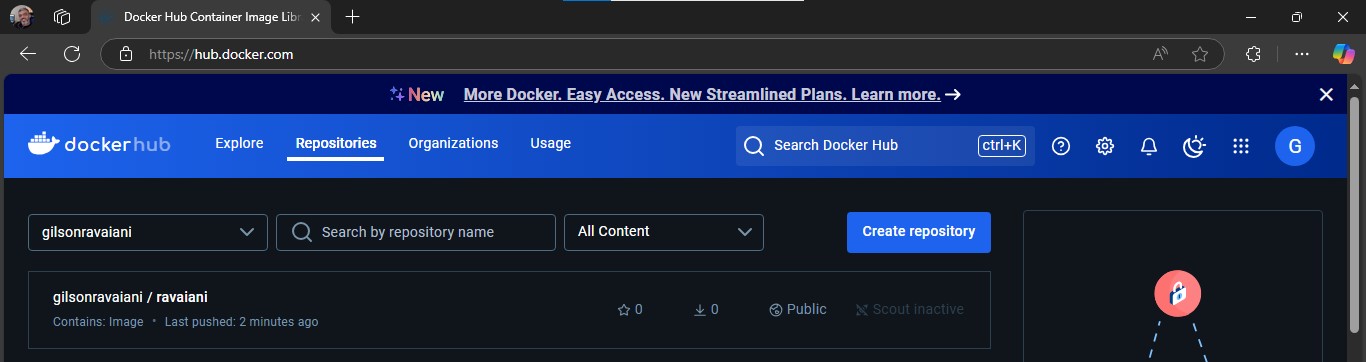 Docker Hub Container Image Libr
https://hub.docker.com
New More Docker. Easy Access. New Streamlined Plans. Learn more.
dockerhub Explore Repositories Organizations Usage Search Docker Hub ctrl+K G
gilsonravaiani Search by repository name All Content Create repository
gilsonravaiani / ravaiani
0 0 Public Scout inactive
Contains: Image • Last pushed: 2 minutes ago